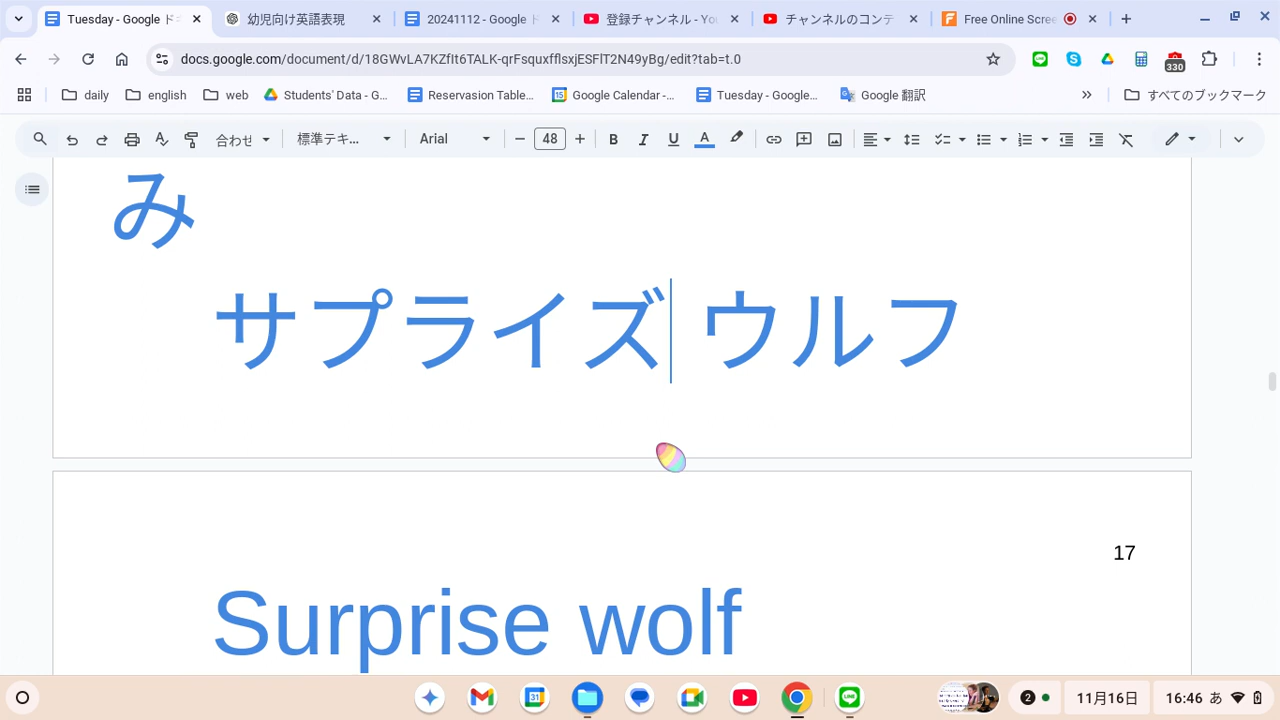 Tuesday - Google ドキ
幼児向け英語表現
20241112 - Google ド
登録チャンネル - You
チャンネルのコンテ
Free Online Scree
docs.google.com/document/d/13GWvLA7KZfIt6TALK-qrFsquxfflsxjESFlT2N49yBg/edit?tab=t.0
330
daily
english
web
Students' Data - G...
Reservasion Table...
Google Calendar -...
Tuesday - Google...
Google 翻訳
すべてのブックマーク
合わせ
標準テキ...
Arial
48
み
サプライズ ウルフ
17
Surprise wolf
2
11月16日
16:46 あ